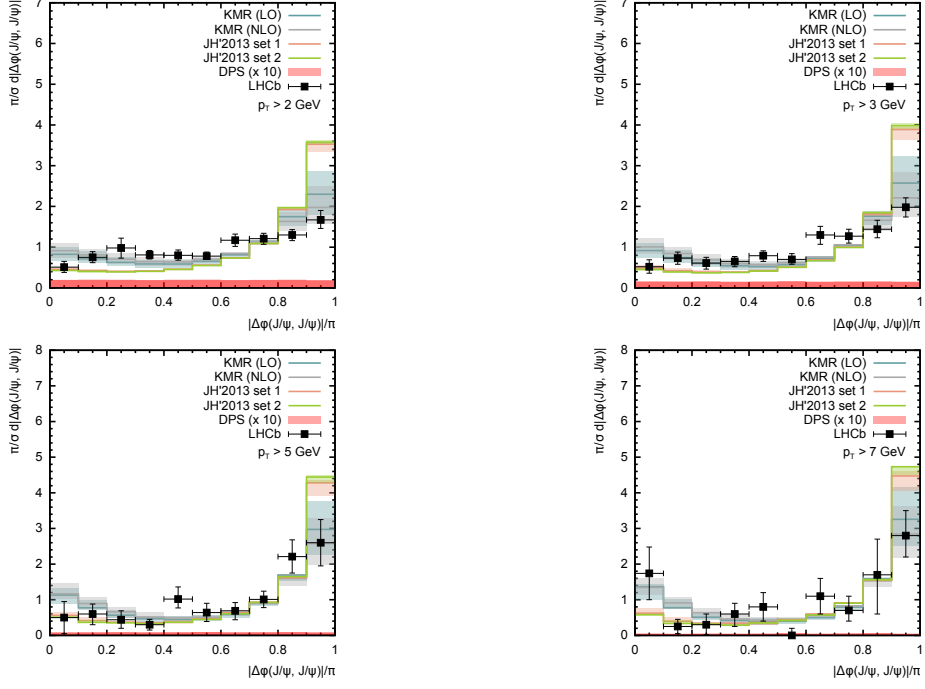 π/σ d|Δφ(J/ψ, J/ψ)|
7
6
5
4
3
2
1
0
KMR (LO)
KMR (NLO)
JH'2013 set 1
JH'2013 set 2
DPS (x 10)
LHCb
p_T > 2 GeV
0 0.2 0.4 0.6 0.8 1
|Δφ(J/ψ, J/ψ)|/π
π/σ d|Δφ(J/ψ, J/ψ)|
7
6
5
4
3
2
1
0
KMR (LO)
KMR (NLO)
JH'2013 set 1
JH'2013 set 2
DPS (x 10)
LHCb
p_T > 3 GeV
0 0.2 0.4 0.6 0.8 1
|Δφ(J/ψ, J/ψ)|/π
π/σ d|Δφ(J/ψ, J/ψ)|
8
7
6
5
4
3
2
1
0
KMR (LO)
KMR (NLO)
JH'2013 set 1
JH'2013 set 2
DPS (x 10)
LHCb
p_T > 5 GeV
0 0.2 0.4 0.6 0.8 1
|Δφ(J/ψ, J/ψ)|/π
π/σ d|Δφ(J/ψ, J/ψ)|
8
7
6
5
4
3
2
1
0
KMR (LO)
KMR (NLO)
JH'2013 set 1
JH'2013 set 2
DPS (x 10)
LHCb
p_T > 7 GeV
0 0.2 0.4 0.6 0.8 1
|Δφ(J/ψ, J/ψ)|/π